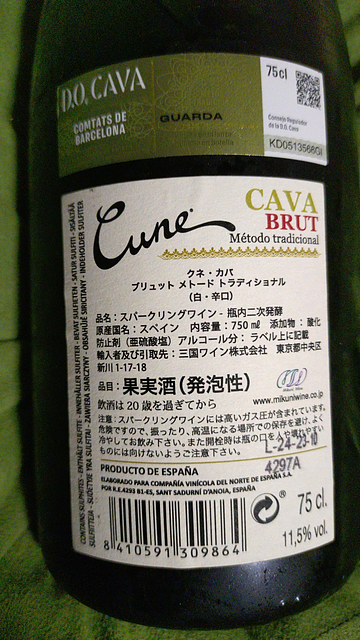 D.O. CAVA
COMTATS DE
BARCELONA
GUARDA
75cl
Consejo Regulador
de la D.O. Cava
KD0513566GI
Cune
CAVA
BRUT
Método tradicional
クネ・カバ
ブリュット メトード トラディショナル
(白・辛口)
品名：スパークリングワイン - 瓶内二次発酵
原産国名：スペイン 内容量：750㎖ 添加物：酸化
防止剤(亜硫酸塩) アルコール分：ラベル上に記載
輸入者及び引取先：三国ワイン株式会社 東京都中央区
新川1-17-18
品目：果実酒(発泡性)
www.mikuniwine.co.jp
飲酒は20歳を過ぎてから
注意：スパークリングワインには高いガス圧が含まれています。
危険ですので、振ったり、高温になる場所での保存を避け、よく
冷やしてお飲み下さい。また開栓時は瓶の口を人や壊れやすい
ものには向けないようご注意下さい。
L-24-29-10
4297A
PRODUCTO DE ESPAÑA
ELABORADO PARA COMPAÑÍA VINÍCOLA DEL NORTE DE ESPAÑA S.A.
POR R.E.4293 B1-ES, SANT SADURNÍ D'ANOIA, ESPAÑA
8 410591 309864
75 cl.
11,5% vol.